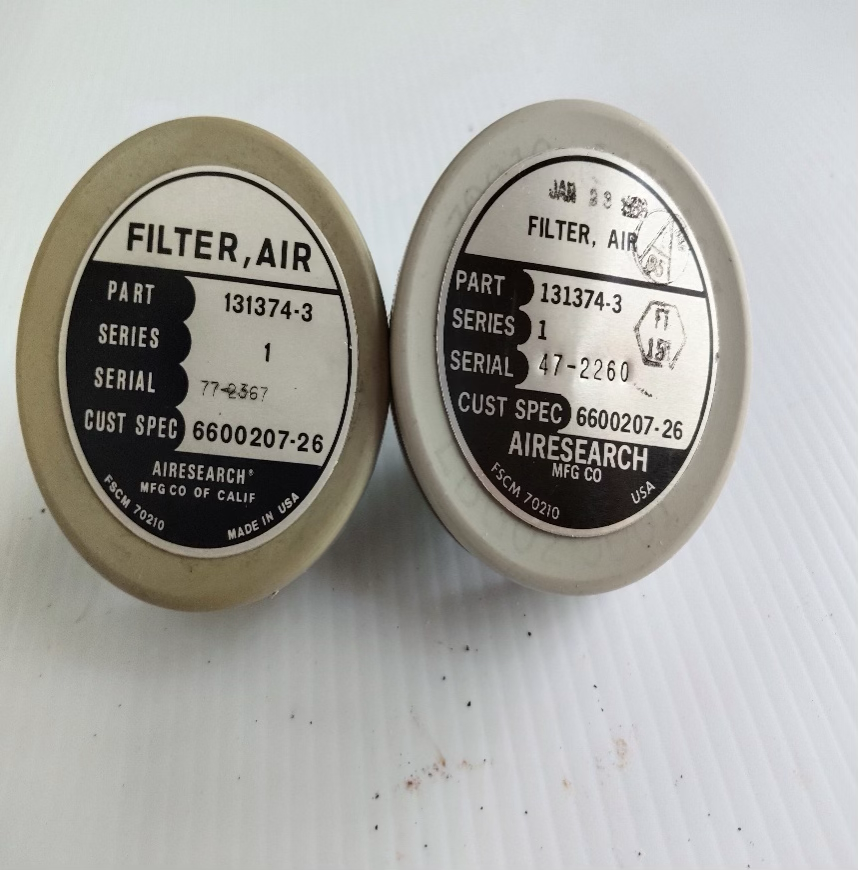 FILTER, AIR
PART 131374-3
SERIES 1
SERIAL 77-2367
CUST SPEC 6600207-26
AIRESEARCH®
MFG CO OF CALIF
FSCM 70210
MADE IN USA
JAN 23
FILTER, AIR
PART 131374-3
SERIES 1
SERIAL 47-2260
CUST SPEC 6600207-26
AIRESEARCH
MFG CO
FSCM 70210
USA